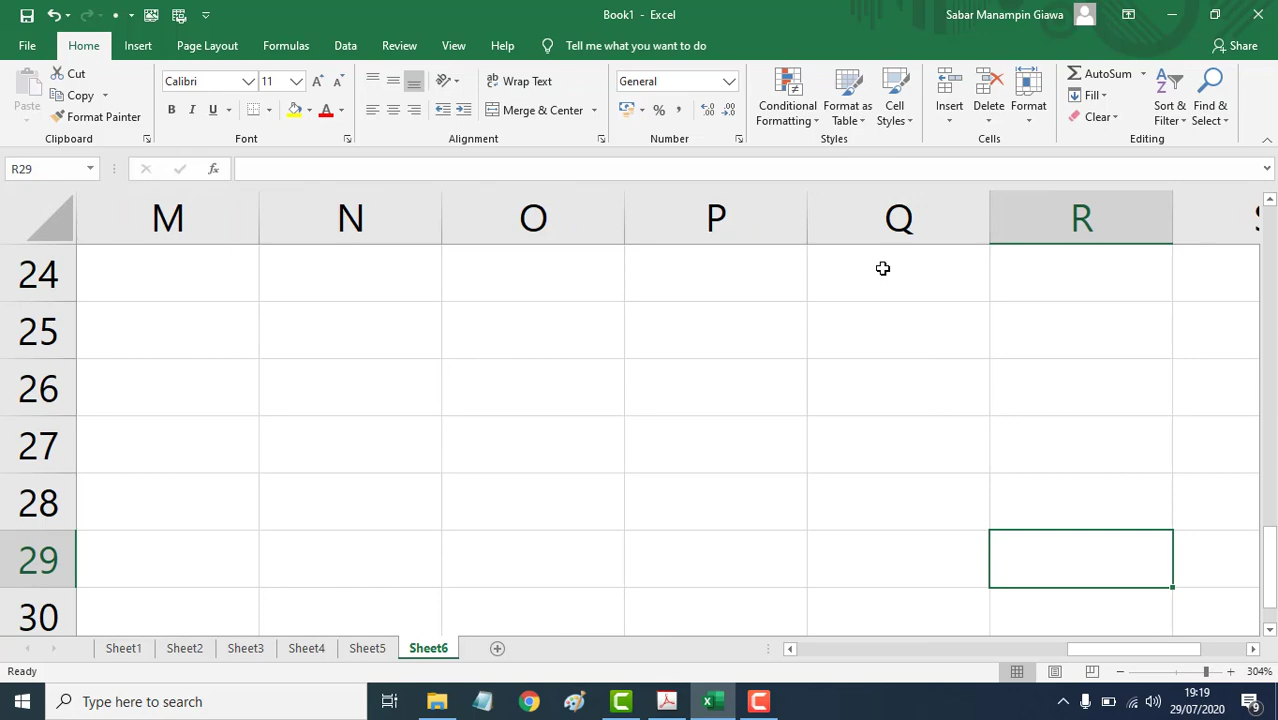 Book1 - Excel
Sabar Manampin Giawa
File Home Insert Page Layout Formulas Data Review View Help Tell me what you want to do Share
Paste
Cut
Copy
Format Painter
Clipboard
Calibri 11
B I U
Font
Wrap Text
Merge & Center
Alignment
General
%
Number
Conditional Formatting
Format as Table
Cell Styles
Styles
Insert Delete Format
Cells
AutoSum
Fill
Clear
Sort & Filter
Find & Select
Editing
R29 fx
M N O P Q R
24
25
26
27
28
29
30
Sheet1 Sheet2 Sheet3 Sheet4 Sheet5 Sheet6
Ready 304%
Type here to search
19:19
29/07/2020
9